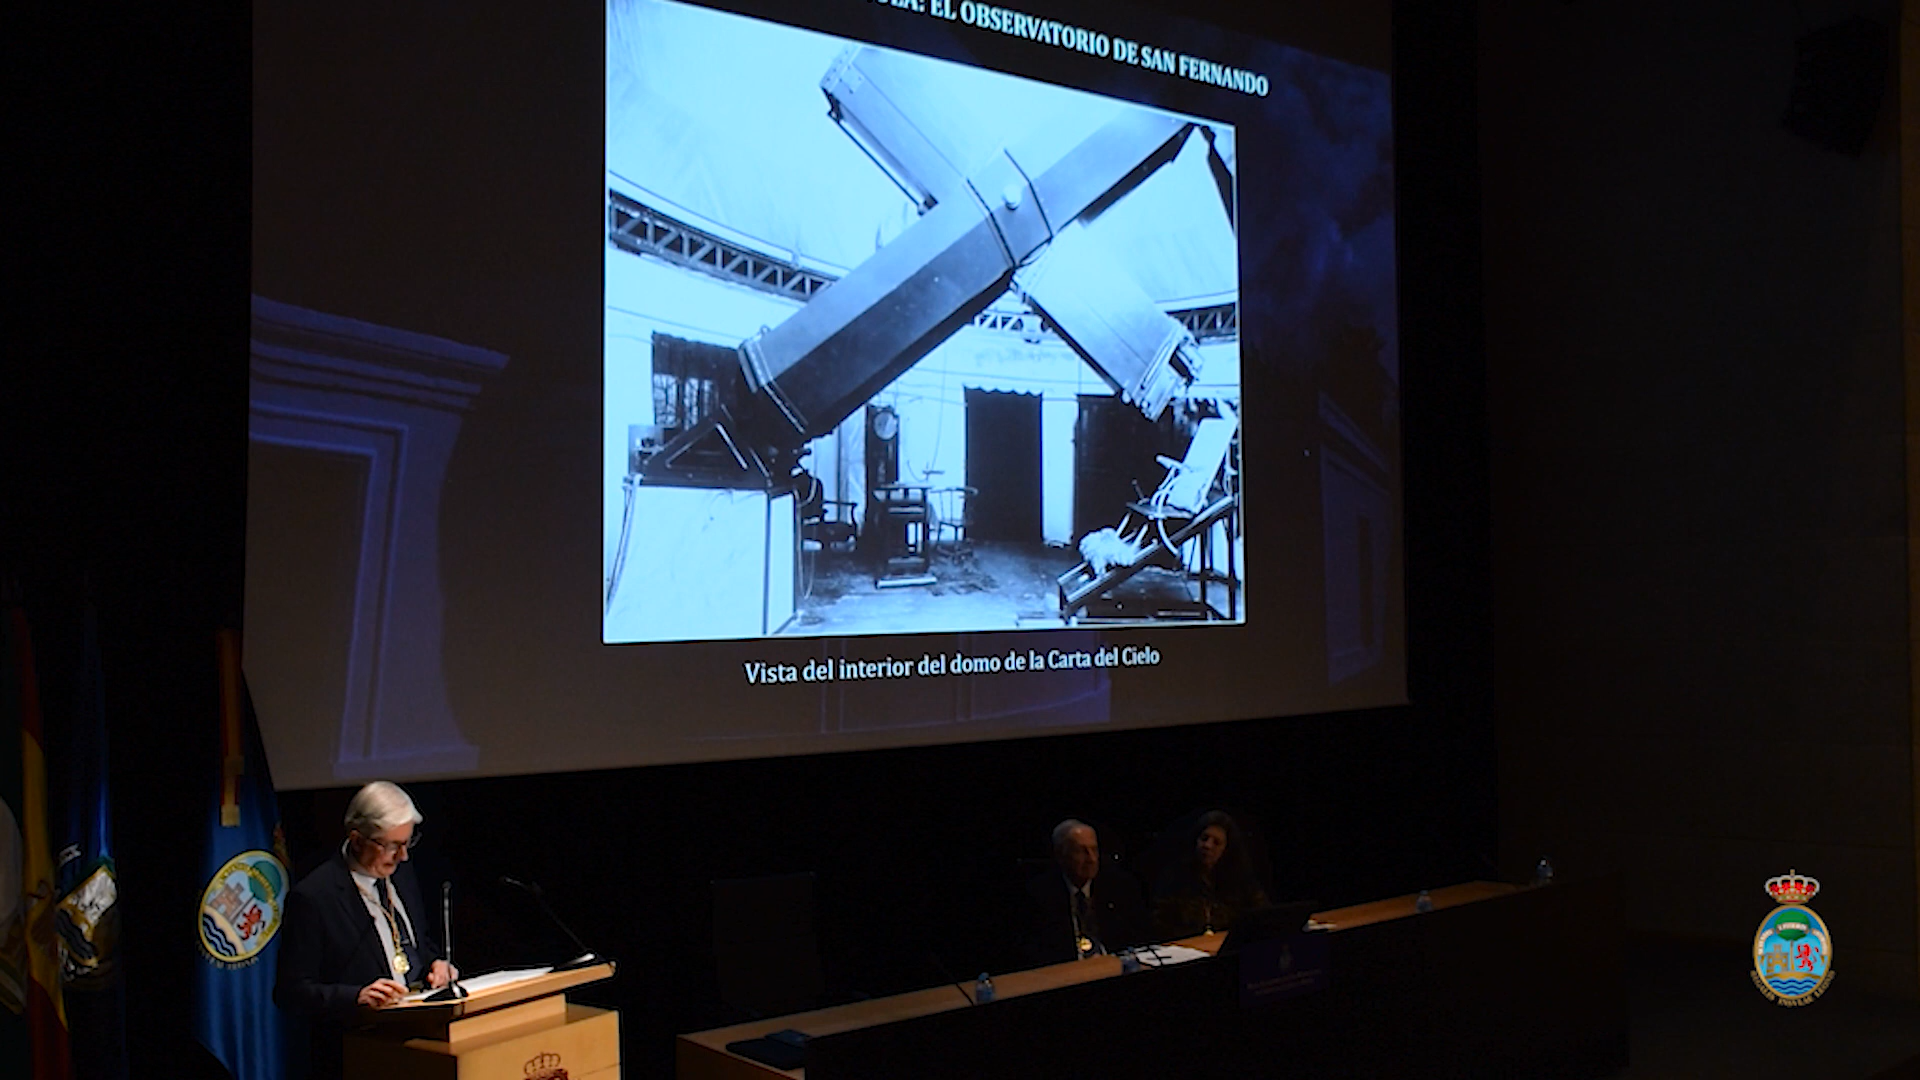 EL OBSERVATORIO DE SAN FERNANDO
Vista del interior del domo de la Carta del Cielo